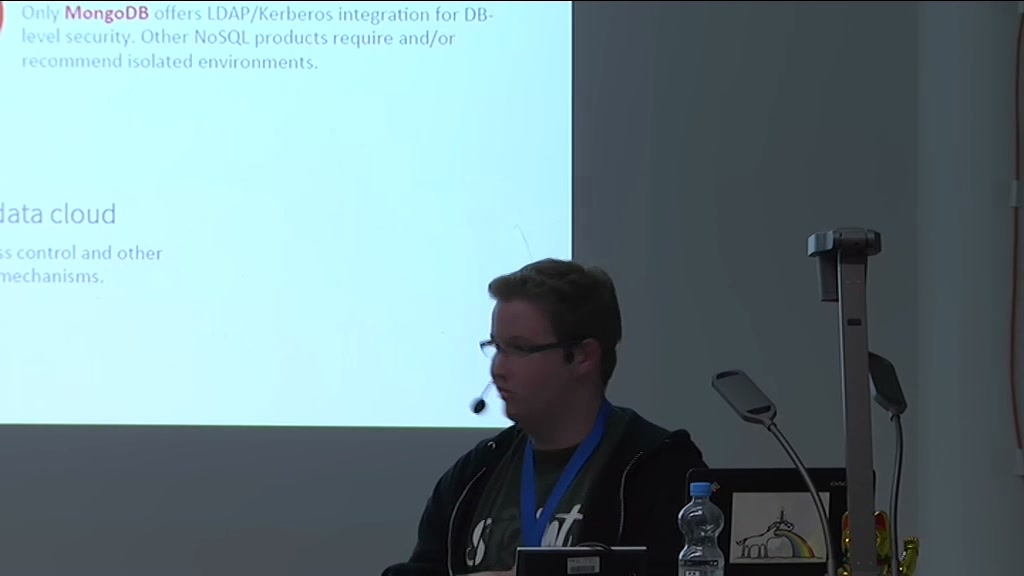 Only MongoDB offers LDAP/Kerberos integration for DB-
level security. Other NoSQL products require and/or
recommend isolated environments.
data cloud
ss control and other
mechanisms.